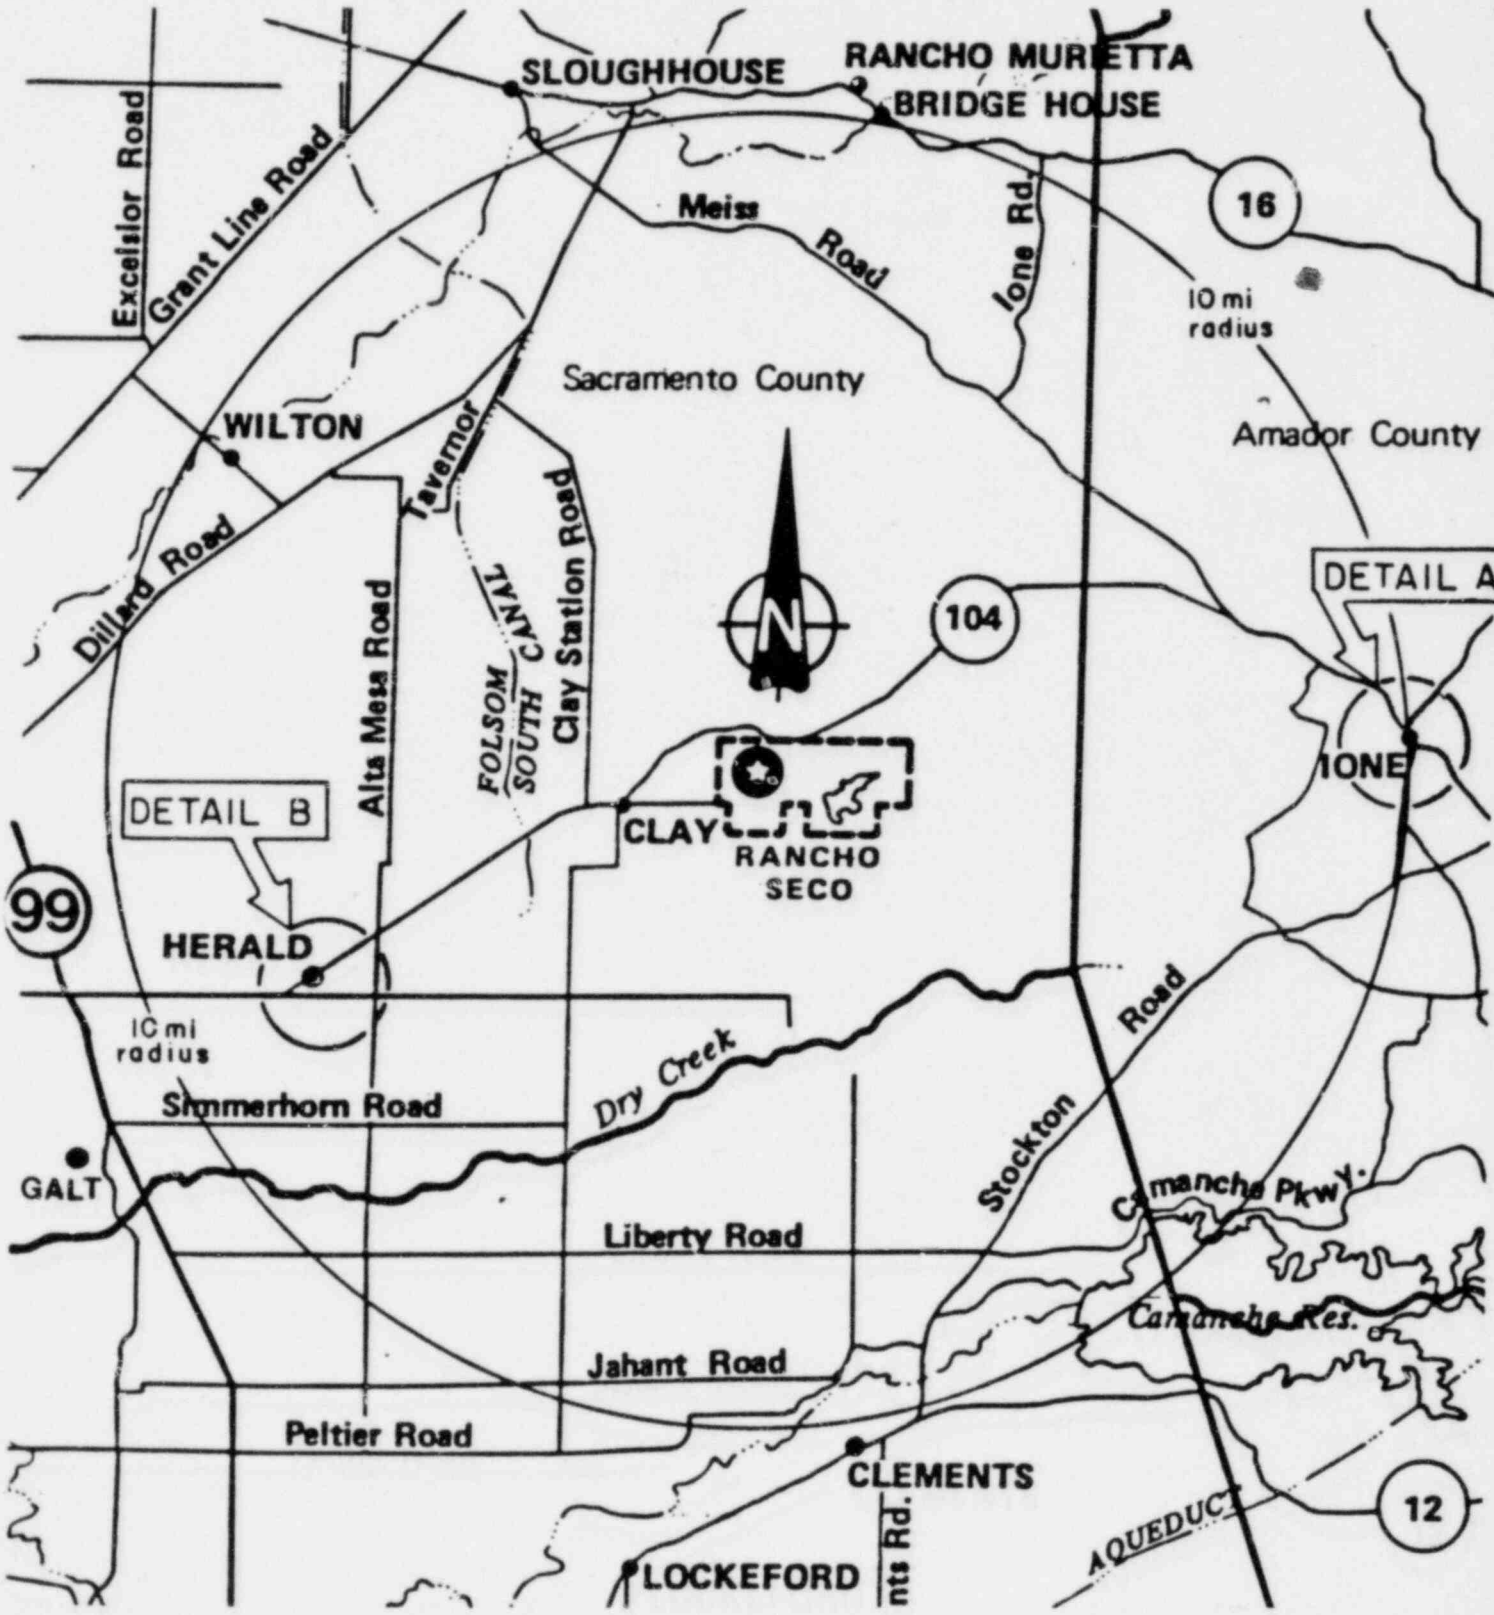 SLOUGHHOUSE
RANCHO MURIETTA
BRIDGE HOUSE
Excelsior Road
Grant Line Road
Meiss
Road
Ione Rd.
16
10 mi
radius
Sacramento County
Amador County
WILTON
Tavernor
Dillard Road
Alta Mesa Road
FOLSOM
SOUTH CANAL
Clay Station Road
N
104
DETAIL A
IONE
DETAIL B
CLAY
RANCHO
SECO
99
HERALD
10 mi
radius
Simmerhorn Road
Dry Creek
Stockton
Road
GALT
Camanche Pkwy.
Liberty Road
Camanche Res.
Jahant Road
Peltier Road
CLEMENTS
12
AQUEDUCT
nts Rd.
LOCKEFORD